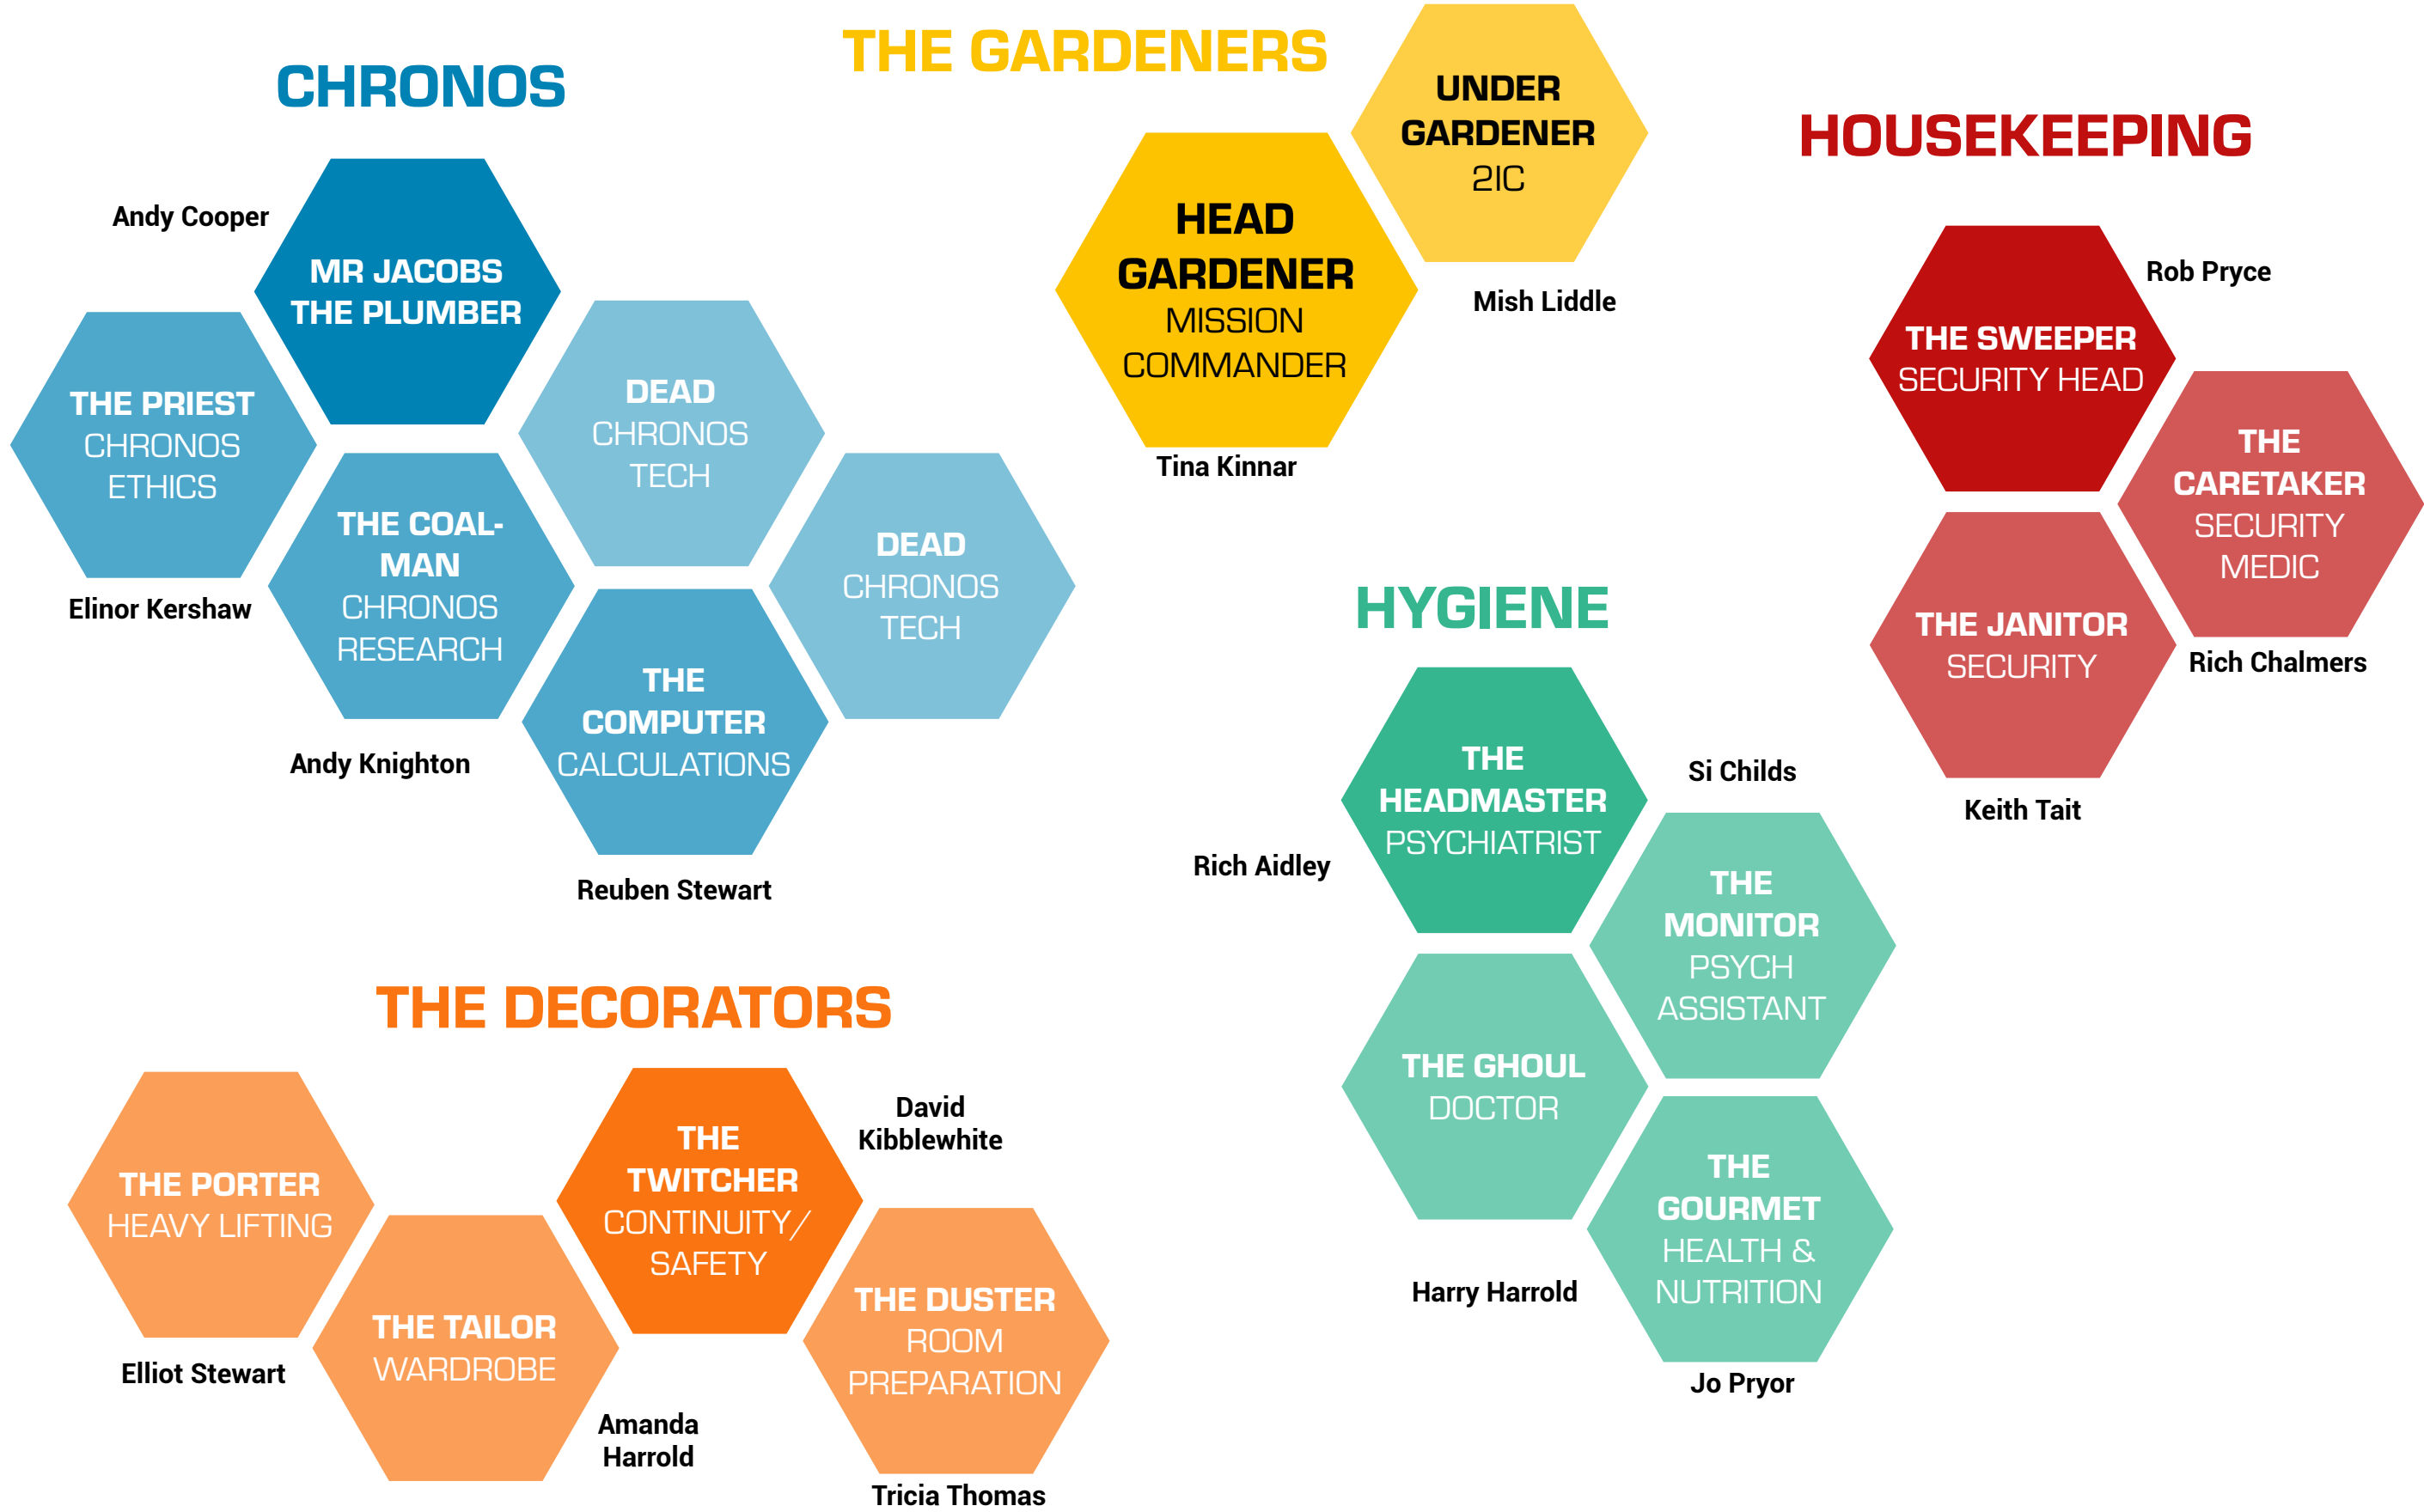 CHRONOS
Andy Cooper
MR JACOBS
THE PLUMBER
THE PRIEST
CHRONOS
ETHICS
Elinor Kershaw
THE COAL-
MAN
CHRONOS
RESEARCH
Andy Knighton
DEAD
CHRONOS
TECH
DEAD
CHRONOS
TECH
THE
COMPUTER
CALCULATIONS
Reuben Stewart
THE GARDENERS
UNDER
GARDENER
2IC
Mish Liddle
HEAD
GARDENER
MISSION
COMMANDER
Tina Kinnar
HOUSEKEEPING
Rob Pryce
THE SWEEPER
SECURITY HEAD
THE
CARETAKER
SECURITY
MEDIC
Rich Chalmers
THE JANITOR
SECURITY
Keith Tait
HYGIENE
THE
HEADMASTER
PSYCHIATRIST
Rich Aidley
Si Childs
THE
MONITOR
PSYCH
ASSISTANT
THE GHOUL
DOCTOR
Harry Harrold
THE
GOURMET
HEALTH &
NUTRITION
Jo Pryor
THE DECORATORS
THE PORTER
HEAVY LIFTING
Elliot Stewart
THE TAILOR
WARDROBE
Amanda
Harrold
THE
TWITCHER
CONTINUITY/
SAFETY
David
Kibblewhite
THE DUSTER
ROOM
PREPARATION
Tricia Thomas